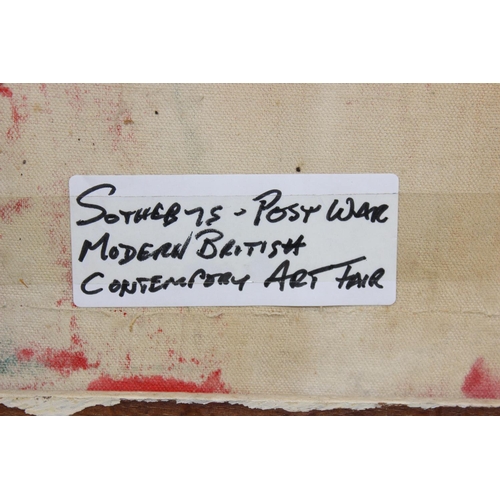 SOTHEBYS - POST WAR
MODERN BRITISH
CONTEMPORY ART FAIR